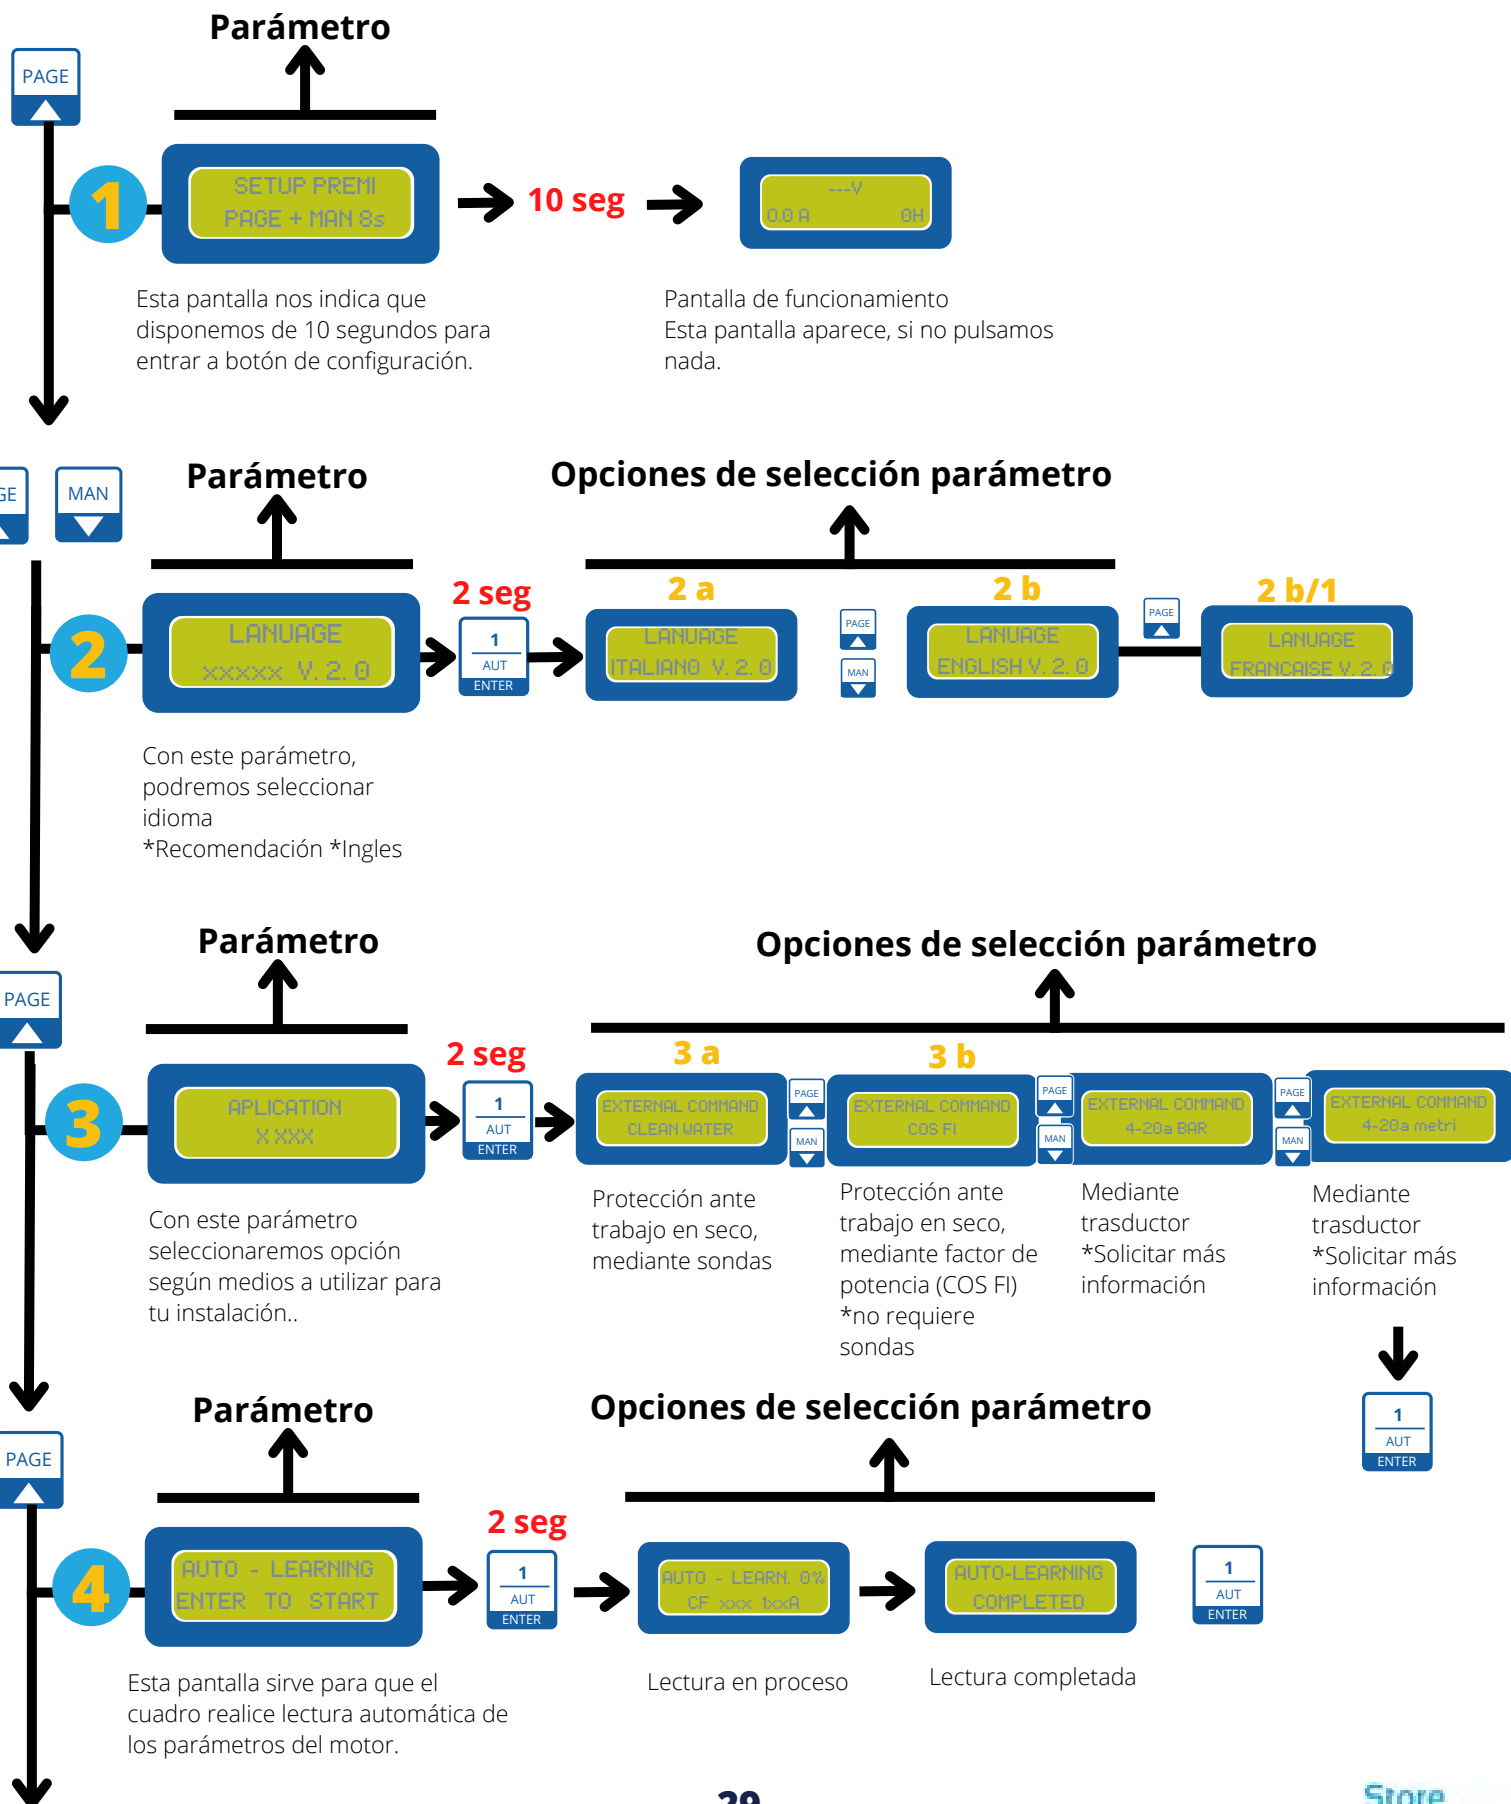 Parámetro
PAGE
1
SETUP PREMI
PAGE + MAN 8s
10 seg
---V
0.0 A 0H
Esta pantalla nos indica que
disponemos de 10 segundos para
entrar a botón de configuración.
Pantalla de funcionamiento
Esta pantalla aparece, si no pulsamos
nada.
GE
MAN
Parámetro
Opciones de selección parámetro
2
LANUAGE
xxxxx V. 2. 0
2 seg
1
AUT
ENTER
2 a
LANUAGE
ITALIANO V. 2. 0
PAGE
MAN
2 b
LANUAGE
ENGLISH V. 2. 0
PAGE
2 b/1
LANUAGE
FRANCAISE V. 2. 0
Con este parámetro,
podremos seleccionar
idioma
*Recomendación *Ingles
Parámetro
Opciones de selección parámetro
PAGE
3
APLICATION
X XXX
2 seg
1
AUT
ENTER
3 a
EXTERNAL COMMAND
CLEAN WATER
PAGE
MAN
3 b
EXTERNAL COMMAND
COS FI
PAGE
MAN
EXTERNAL COMMAND
4-20a BAR
PAGE
MAN
EXTERNAL COMMAND
4-20a metri
Con este parámetro
seleccionaremos opción
según medios a utilizar para
tu instalación..
Protección ante
trabajo en seco,
mediante sondas
Protección ante
trabajo en seco,
mediante factor de
potencia (COS FI)
*no requiere
sondas
Mediante
trasductor
*Solicitar más
información
Mediante
trasductor
*Solicitar más
información
1
AUT
ENTER
Parámetro
Opciones de selección parámetro
PAGE
4
AUTO - LEARNING
ENTER TO START
2 seg
1
AUT
ENTER
AUTO - LEARN. 0%
CF xxx 1xxA
AUTO-LEARNING
COMPLETED
1
AUT
ENTER
Esta pantalla sirve para que el
cuadro realice lectura automática de
los parámetros del motor.
Lectura en proceso
Lectura completada
29
Store